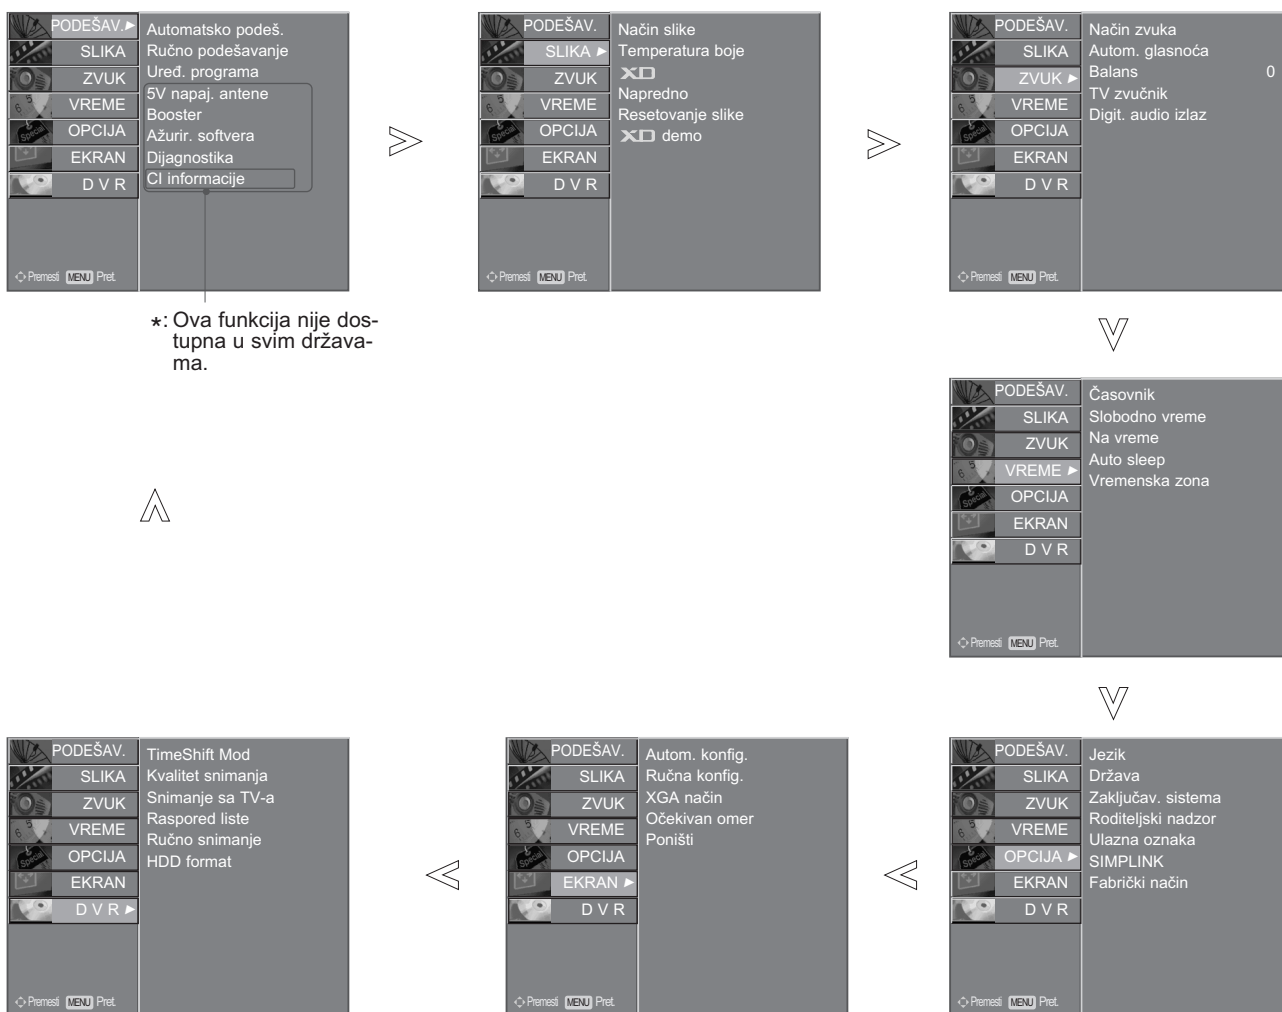 PODEŠAV.
SLIKA
ZVUK
VREME
OPCIJA
EKRAN
D V R
Automatsko podeš.
Ručno podešavanje
Uređ. programa
5V napaj. antene
Booster
Ažurir. softvera
Dijagnostika
CI informacije
Premesti MENU Pret.
*: Ova funkcija nije dos-
tupna u svim država-
ma.
PODEŠAV.
SLIKA
ZVUK
VREME
OPCIJA
EKRAN
D V R
Način slike
Temperatura boje
XD
Napredno
Resetovanje slike
XD demo
Premesti MENU Pret.
PODEŠAV.
SLIKA
ZVUK
VREME
OPCIJA
EKRAN
D V R
Način zvuka
Autom. glasnoća
Balans 0
TV zvučnik
Digit. audio izlaz
Premesti MENU Pret.
PODEŠAV.
SLIKA
ZVUK
VREME
OPCIJA
EKRAN
D V R
Časovnik
Slobodno vreme
Na vreme
Auto sleep
Vremenska zona
Premesti MENU Pret.
PODEŠAV.
SLIKA
ZVUK
VREME
OPCIJA
EKRAN
D V R
TimeShift Mod
Kvalitet snimanja
Snimanje sa TV-a
Raspored liste
Ručno snimanje
HDD format
Premesti MENU Pret.
PODEŠAV.
SLIKA
ZVUK
VREME
OPCIJA
EKRAN
D V R
Autom. konfig.
Ručna konfig.
XGA način
Očekivan omer
Poništi
Premesti MENU Pret.
PODEŠAV.
SLIKA
ZVUK
VREME
OPCIJA
EKRAN
D V R
Jezik
Država
Zaključav. sistema
Roditeljski nadzor
Ulazna oznaka
SIMPLINK
Fabrički način
Premesti MENU Pret.